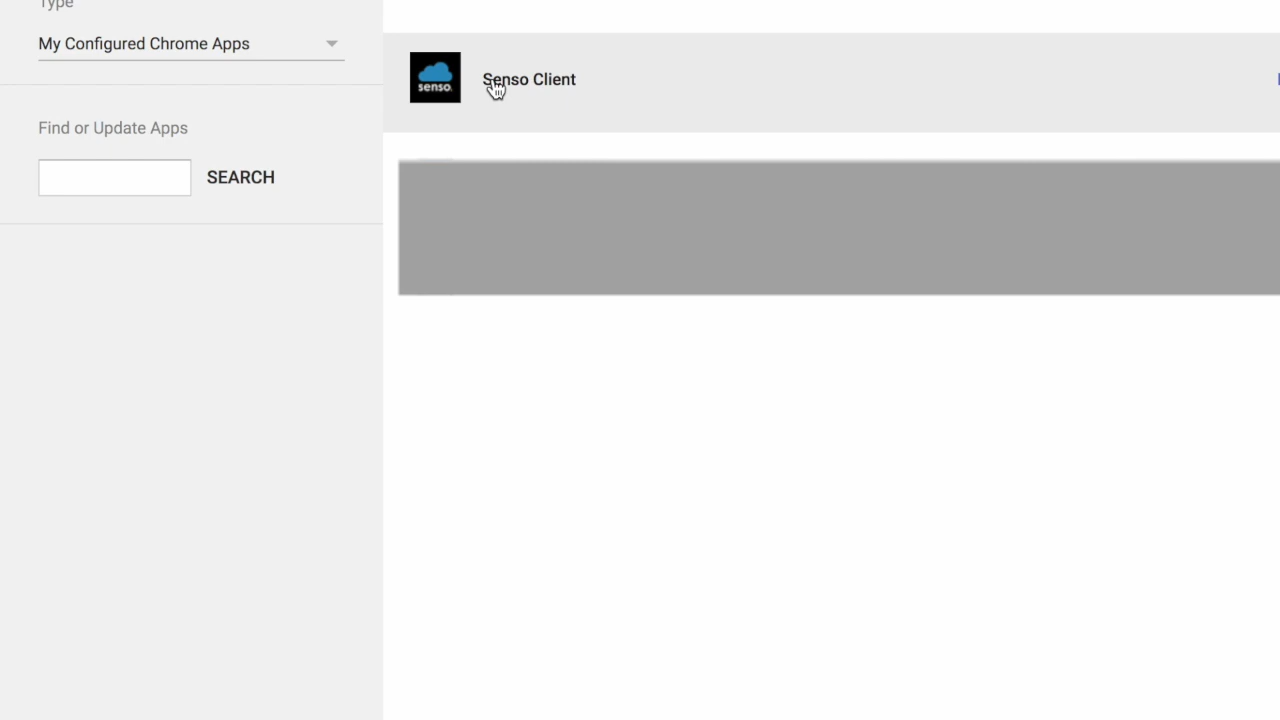 Type
My Configured Chrome Apps
Find or Update Apps
SEARCH
senso.
Senso Client